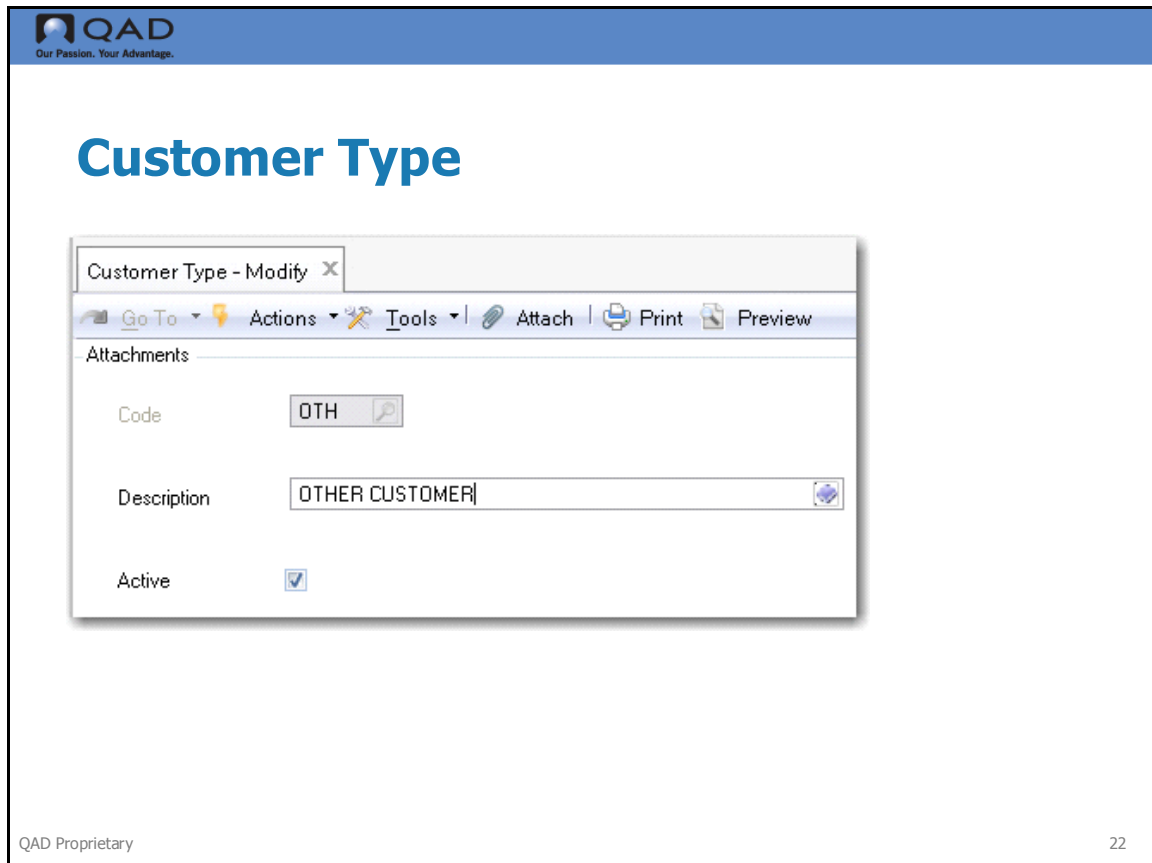 QAD
Our Passion. Your Advantage.
Customer Type
Customer Type - Modify X
Go To Actions Tools Attach Print Preview
Attachments
Code OTH
Description OTHER CUSTOMER
Active
QAD Proprietary 22